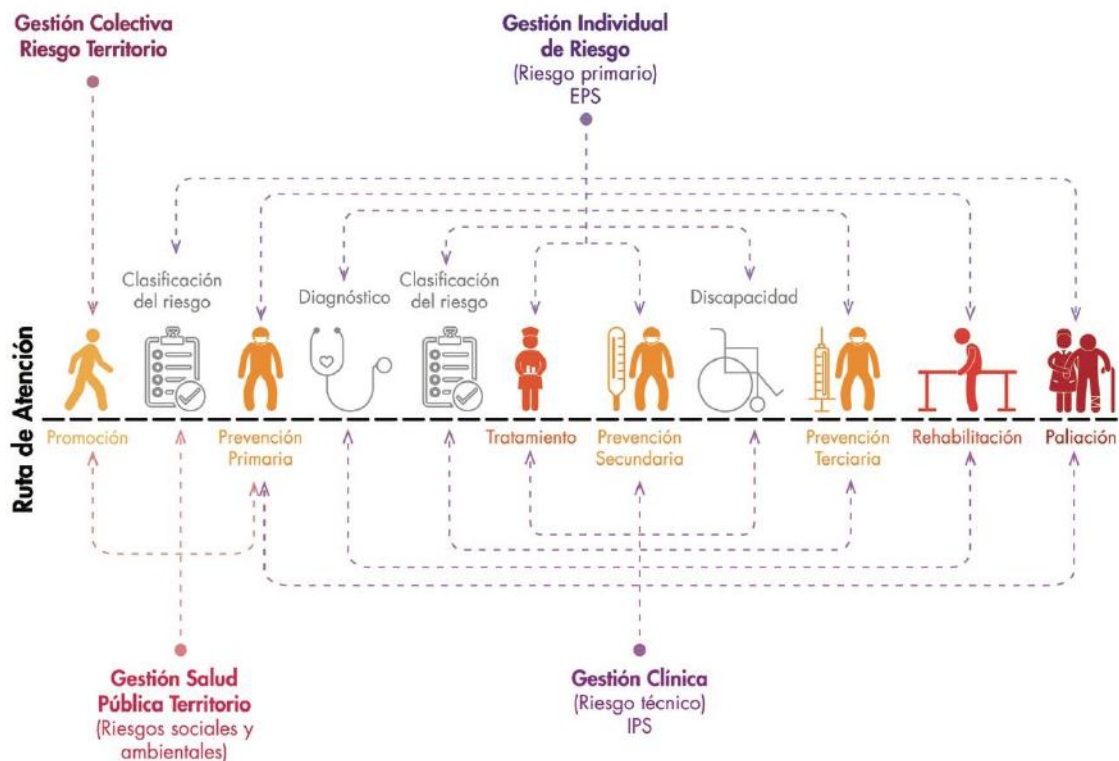 Gestión Colectiva
Riesgo Territorio
Gestión Individual
de Riesgo
(Riesgo primario)
EPS
Clasificación
del riesgo
Diagnóstico
Clasificación
del riesgo
Discapacidad
Ruta de Atención
Promoción
Prevención
Primaria
Tratamiento
Prevención
Secundaria
Prevención
Terciaria
Rehabilitación
Paliación
Gestión Salud
Pública Territorio
(Riesgos sociales y
ambientales)
Gestión Clínica
(Riesgo técnico)
IPS